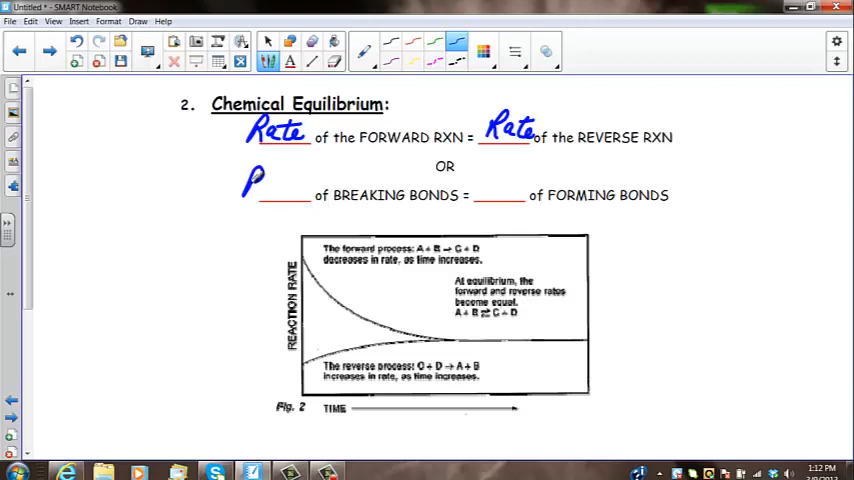 Untitled * - SMART Notebook
File Edit View Insert Format Draw Help
2. Chemical Equilibrium:
Rate of the FORWARD RXN = Rate of the REVERSE RXN
OR
of BREAKING BONDS = of FORMING BONDS
The forward process: A + B → C + D
decreases in rate, as time increases.
At equilibrium, the
forward and reverse rates
become equal.
A + B ⇄ C + D
REACTION RATE
The reverse process: C + D → A + B
increases in rate, as time increases.
Fig. 2 TIME
1:12 PM